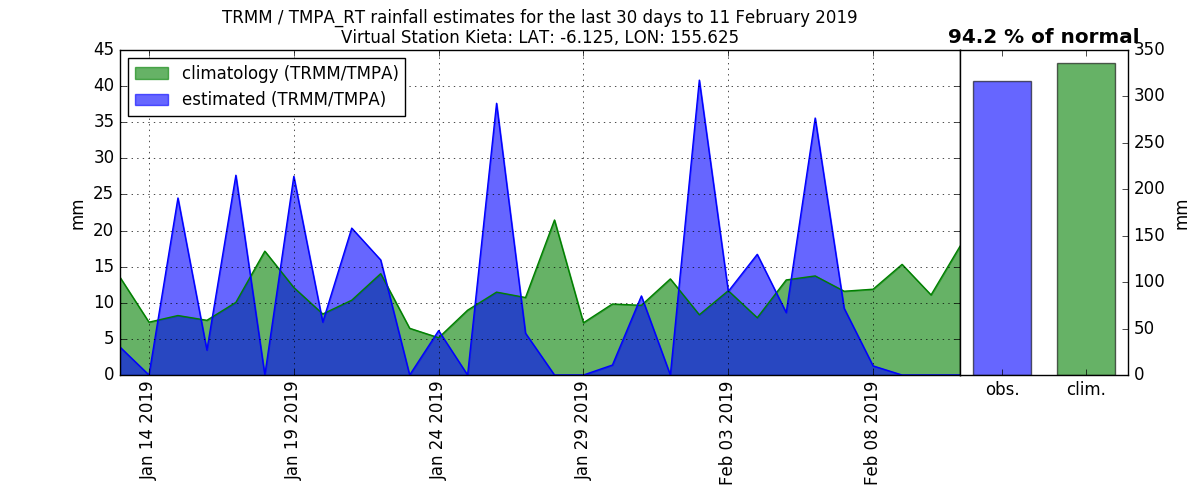 TRMM / TMPA_RT rainfall estimates for the last 30 days to 11 February 2019
Virtual Station Kieta: LAT: -6.125, LON: 155.625
94.2 % of normal
climatology (TRMM/TMPA)
estimated (TRMM/TMPA)
45
40
35
30
25
20
15
10
5
0
mm
Jan 14 2019
Jan 19 2019
Jan 24 2019
Jan 29 2019
Feb 03 2019
Feb 08 2019
obs.
clim.
350
300
250
200
150
100
50
0
mm